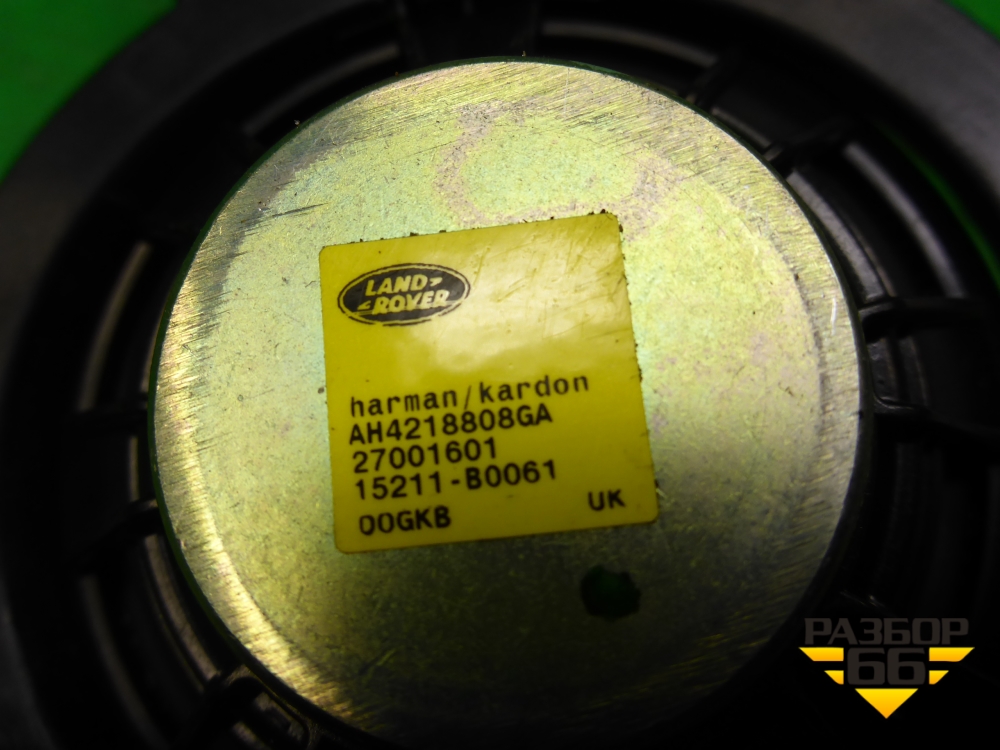 LAND
ROVER
harman/kardon
AH4218808GA
27001601
15211-B0061
00GKB UK
РАЗБОР
66